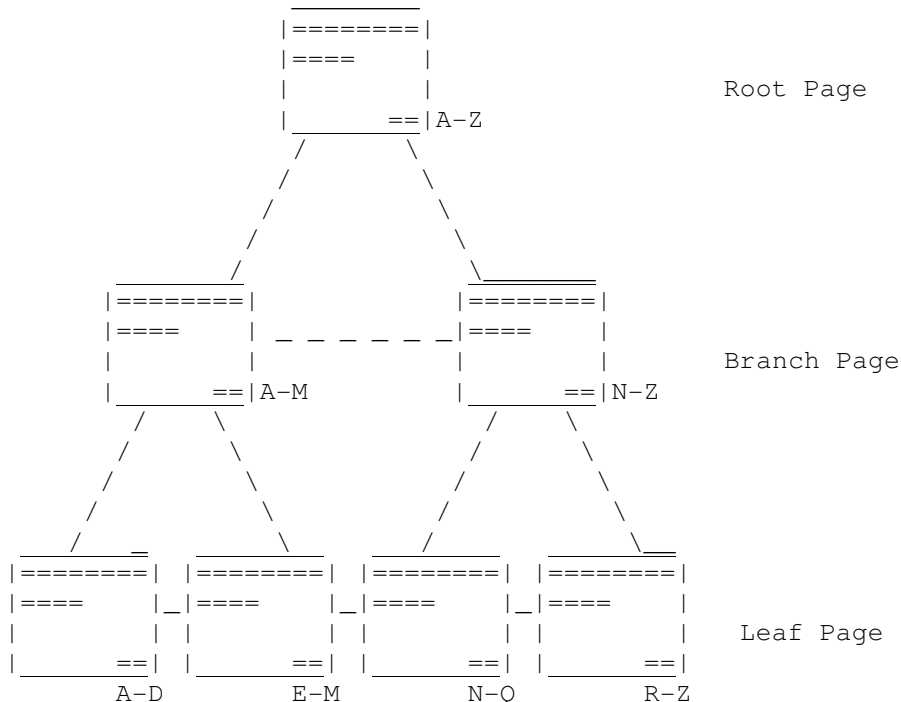 Root Page
A-Z
Branch Page
A-M
N-Z
Leaf Page
A-D
E-M
N-Q
R-Z